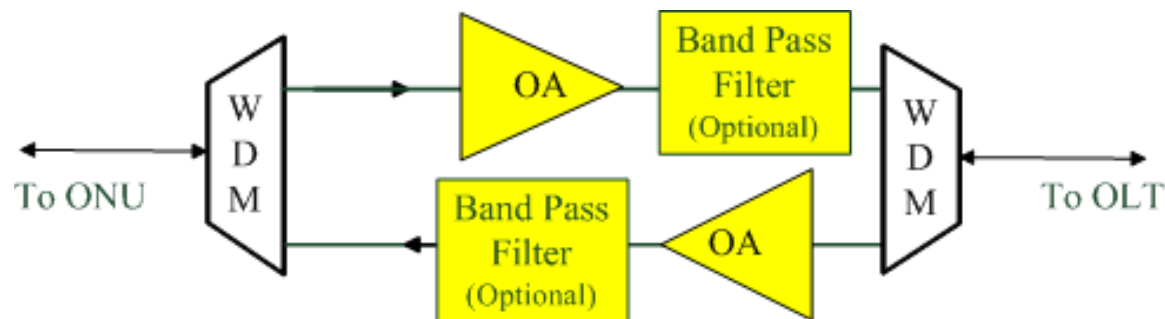 To ONU
W
D
M
OA
Band Pass
Filter
(Optional)
Band Pass
Filter
(Optional)
OA
W
D
M
To OLT